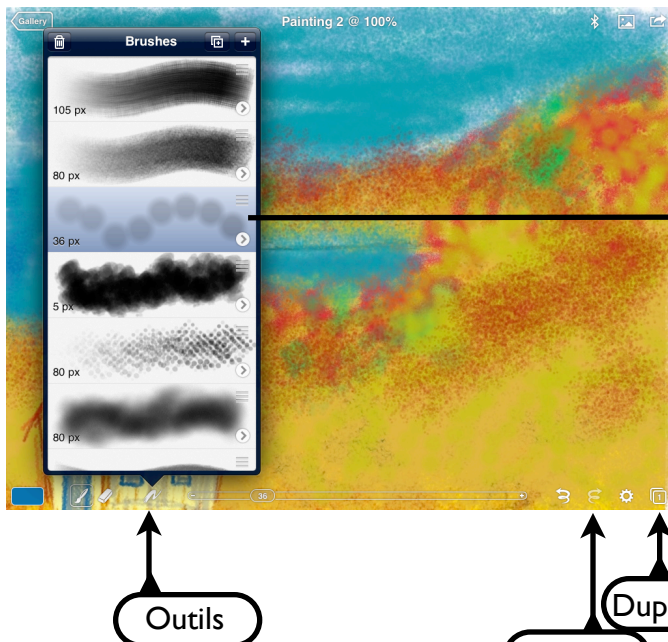 Gallery
Painting 2 @ 100%
Brushes
105 px
80 px
36 px
5 px
80 px
80 px
36
1
Outils
Dup